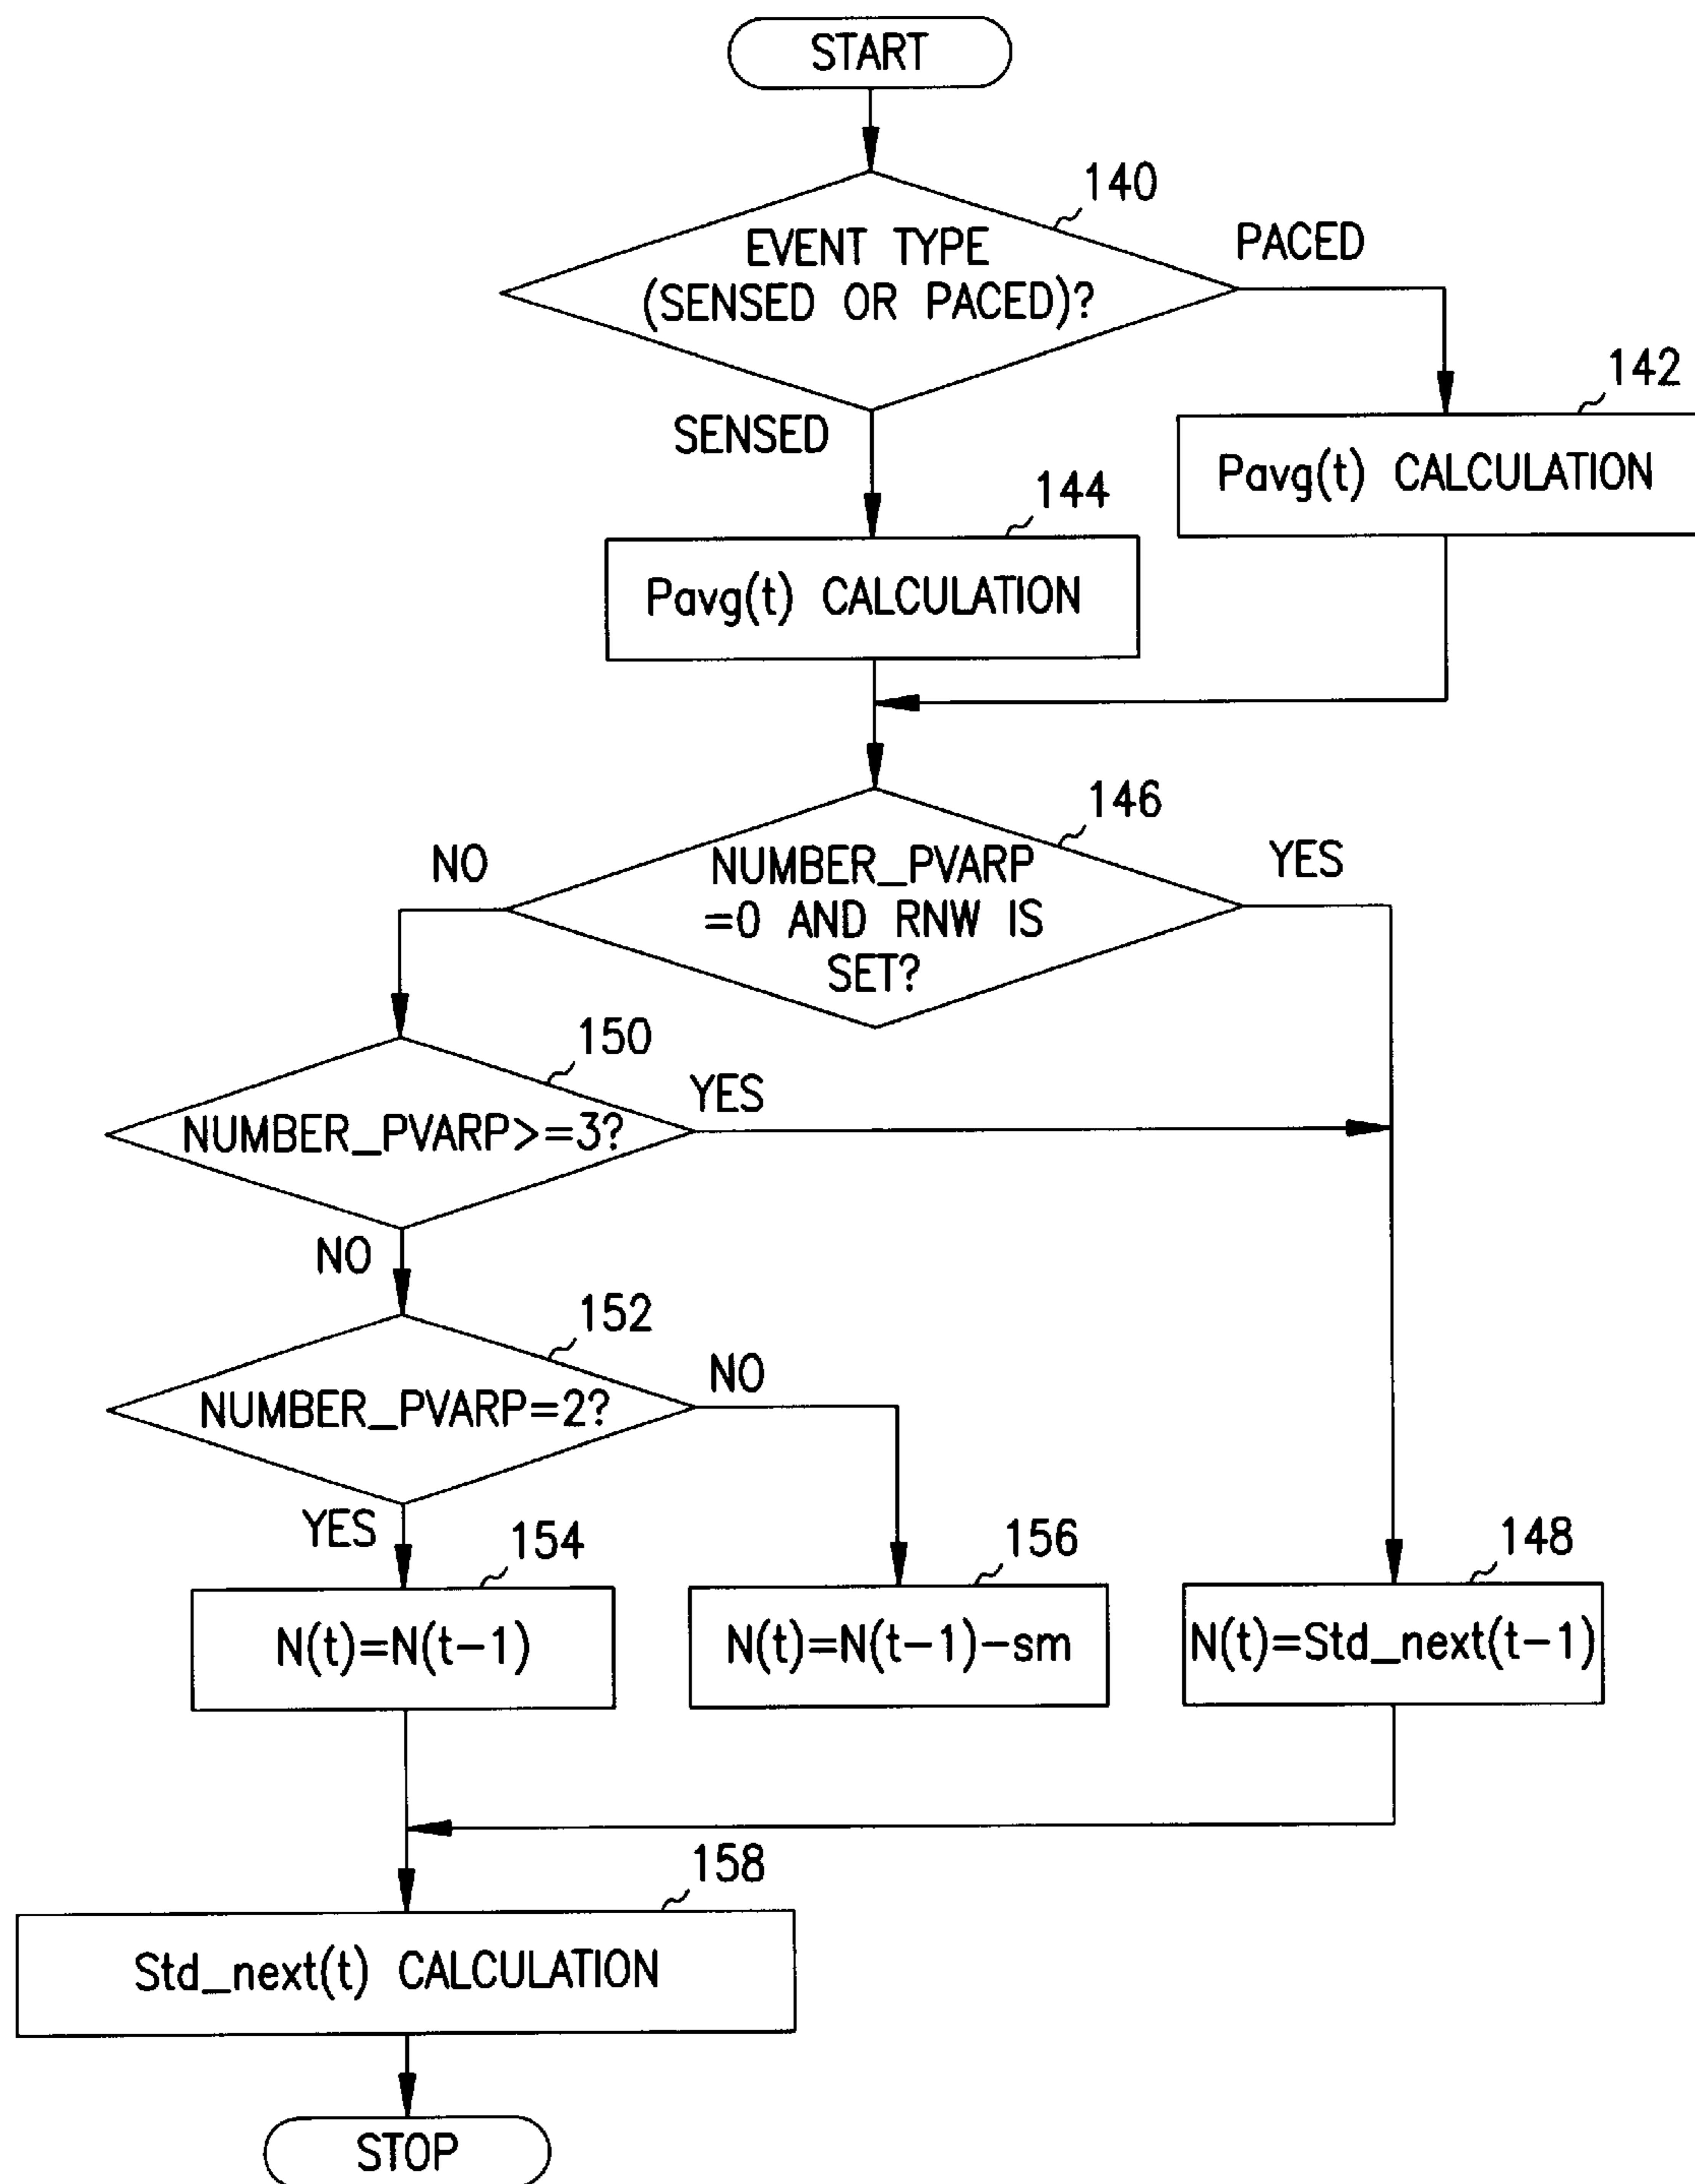 START
140
EVENT TYPE
(SENSED OR PACED)?
PACED
SENSED
142
Pavg(t) CALCULATION
144
Pavg(t) CALCULATION
146
NO
NUMBER_PVARP
=0 AND RNW IS
SET?
YES
150
NUMBER_PVARP>=3?
YES
NO
152
NUMBER_PVARP=2?
NO
YES
154
N(t)=N(t-1)
156
N(t)=N(t-1)-sm
148
N(t)=Std_next(t-1)
158
Std_next(t) CALCULATION
STOP